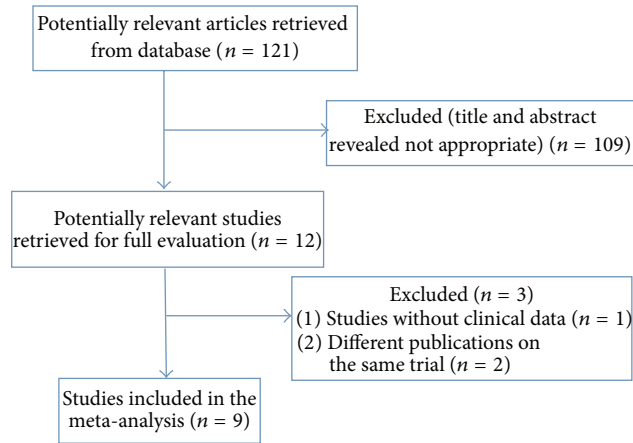 Potentially relevant articles retrieved
from database (n = 121)
Excluded (title and abstract
revealed not appropriate) (n = 109)
Potentially relevant studies
retrieved for full evaluation (n = 12)
Excluded (n = 3)
(1) Studies without clinical data (n = 1)
(2) Different publications on
the same trial (n = 2)
Studies included in the
meta-analysis (n = 9)